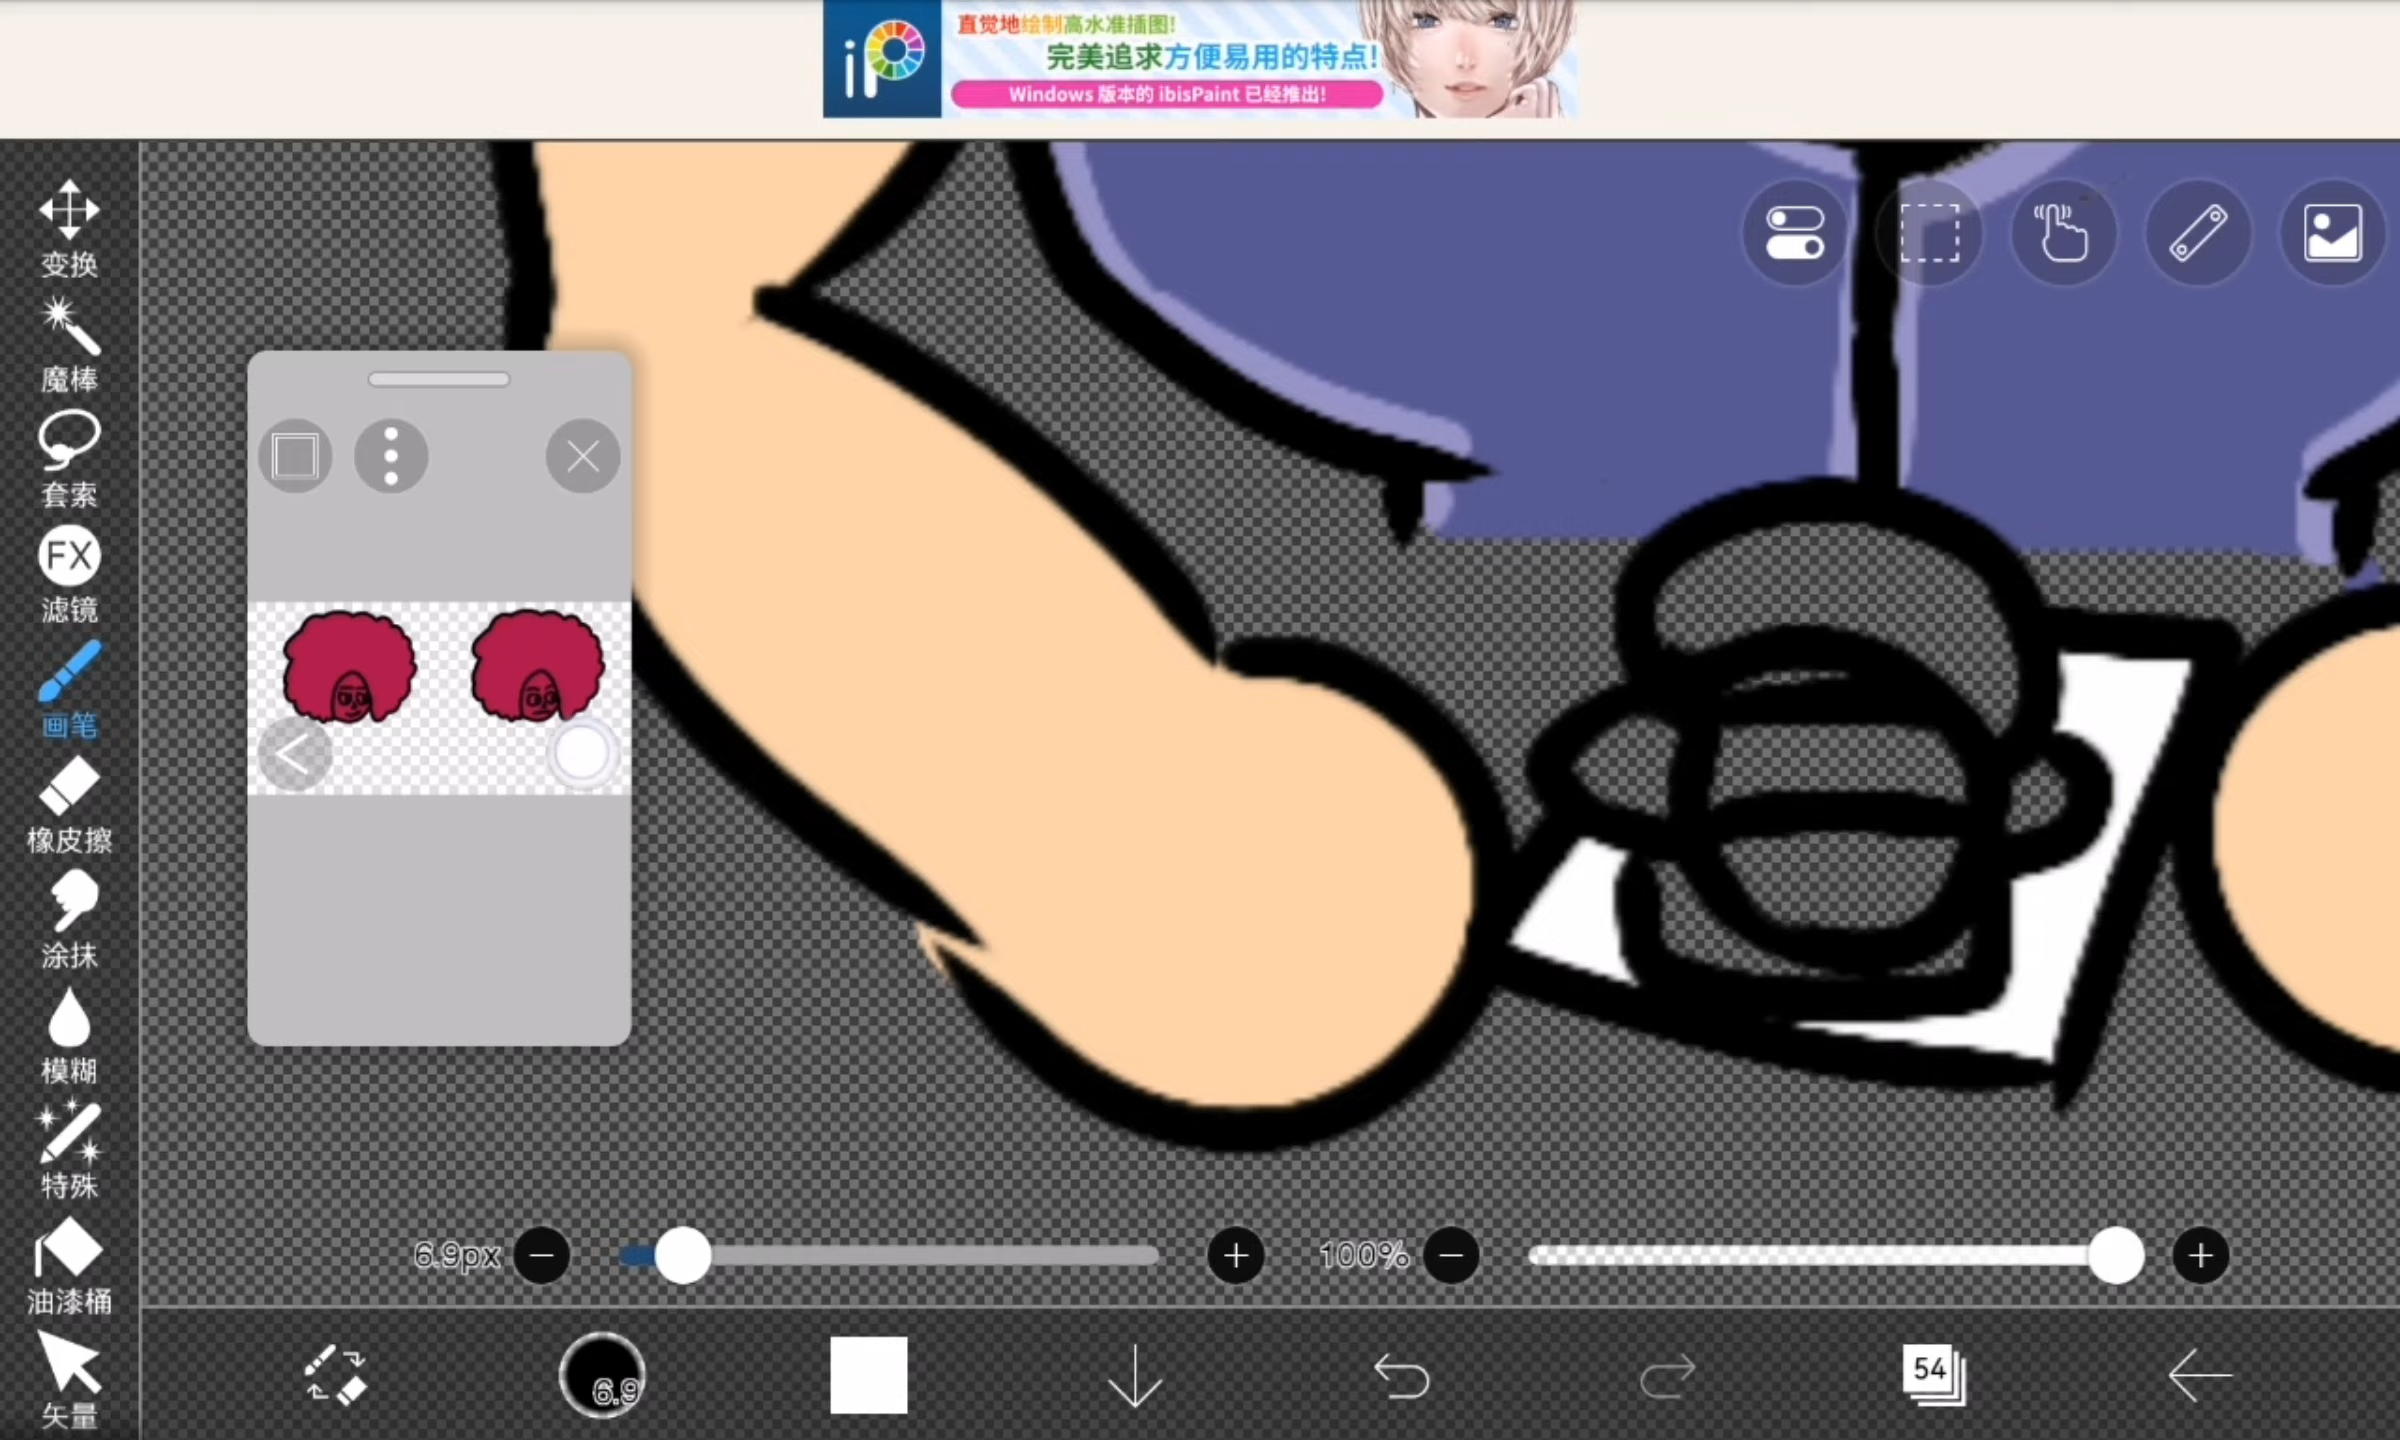 iP
直觉地绘制高水准插图!
完美追求方便易用的特点!
Windows 版本的 ibisPaint 已经推出!
变换
魔棒
套索
FX
滤镜
画笔
橡皮擦
涂抹
模糊
特殊
油漆桶
矢量
6.9px
100%
6.9
54